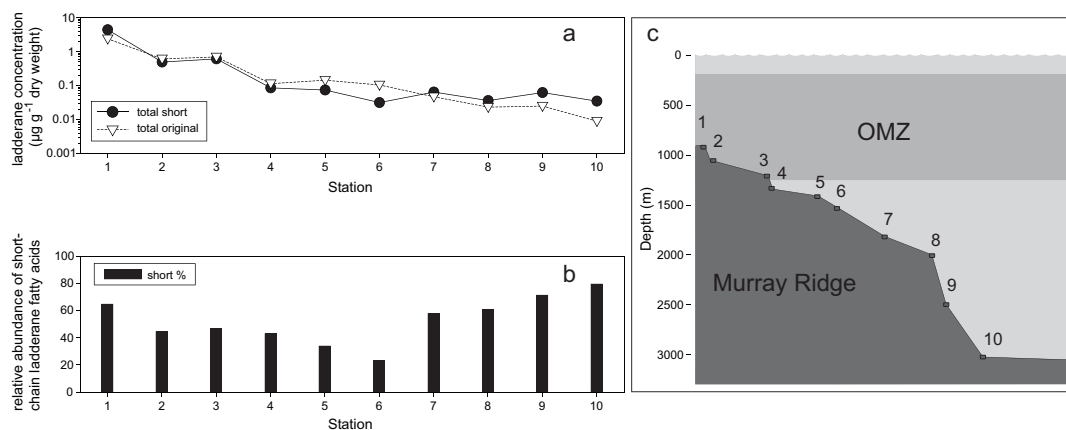 ladderane concentration
(µg g-1 dry weight)
10
1
0.1
0.01
0.001
a
total short
total original
1 2 3 4 5 6 7 8 9 10
Station
relative abundance of short-
chain ladderane fatty acids
100
80
60
40
20
0
short %
b
1 2 3 4 5 6 7 8 9 10
Station
c
Depth (m)
0
500
1000
1500
2000
2500
3000
OMZ
1
2
3
4
5
6
7
8
9
10
Murray Ridge